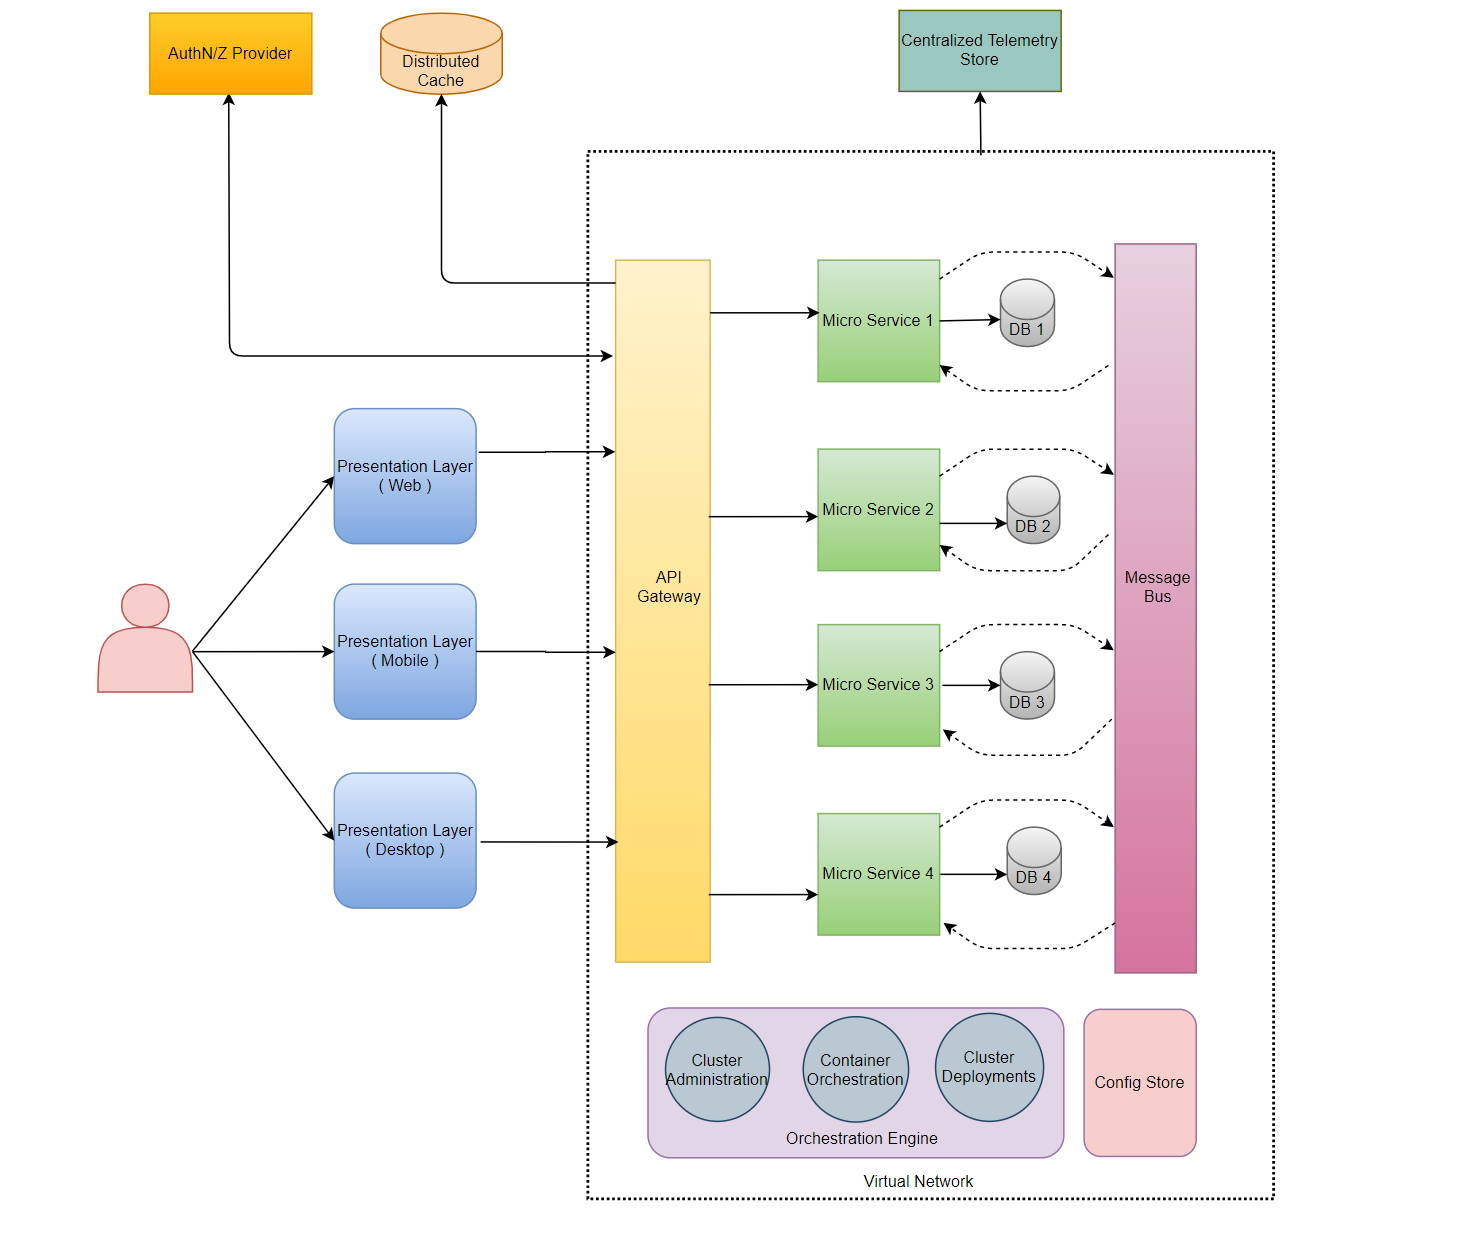 AuthN/Z Provider
Distributed
Cache
Centralized Telemetry
Store
Presentation Layer
( Web )
Presentation Layer
( Mobile )
Presentation Layer
( Desktop )
API
Gateway
Micro Service 1
DB 1
Micro Service 2
DB 2
Micro Service 3
DB 3
Micro Service 4
DB 4
Message
Bus
Cluster
Administration
Container
Orchestration
Cluster
Deployments
Orchestration Engine
Config Store
Virtual Network